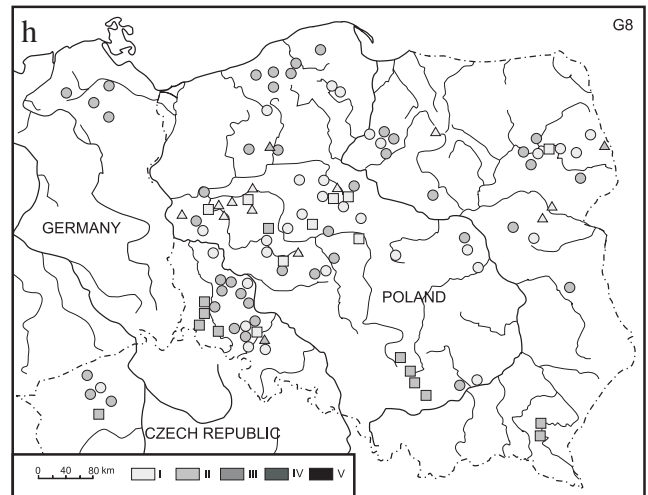 h
G8
GERMANY
POLAND
CZECH REPUBLIC
0 40 80 km I II III IV V